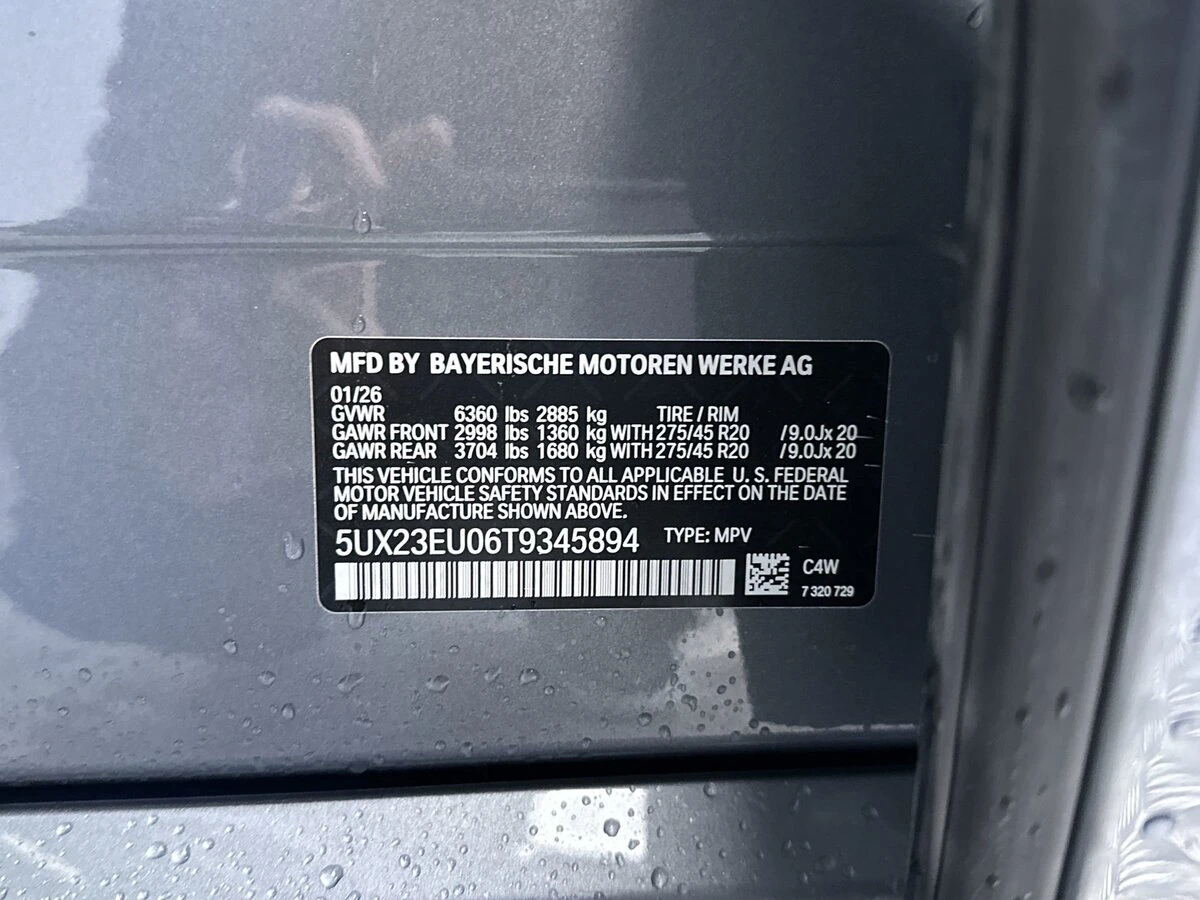 MFD BY BAYERISCHE MOTOREN WERKE AG
01/26
GVWR 6360 lbs 2885 kg TIRE / RIM
GAWR FRONT 2998 lbs 1360 kg WITH 275/45 R20 /9.0Jx 20
GAWR REAR 3704 lbs 1680 kg WITH 275/45 R20 /9.0Jx 20
THIS VEHICLE CONFORMS TO ALL APPLICABLE U. S. FEDERAL
MOTOR VEHICLE SAFETY STANDARDS IN EFFECT ON THE DATE
OF MANUFACTURE SHOWN ABOVE.
5UX23EU06T9345894 TYPE: MPV
C4W
7 320 729